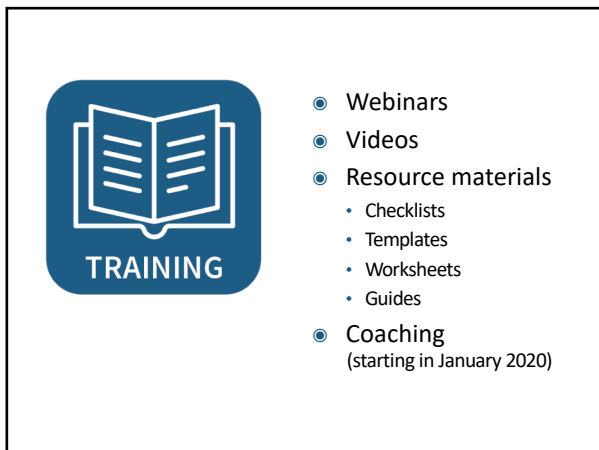 TRAINING
Webinars
Videos
Resource materials
Checklists
Templates
Worksheets
Guides
Coaching
(starting in January 2020)